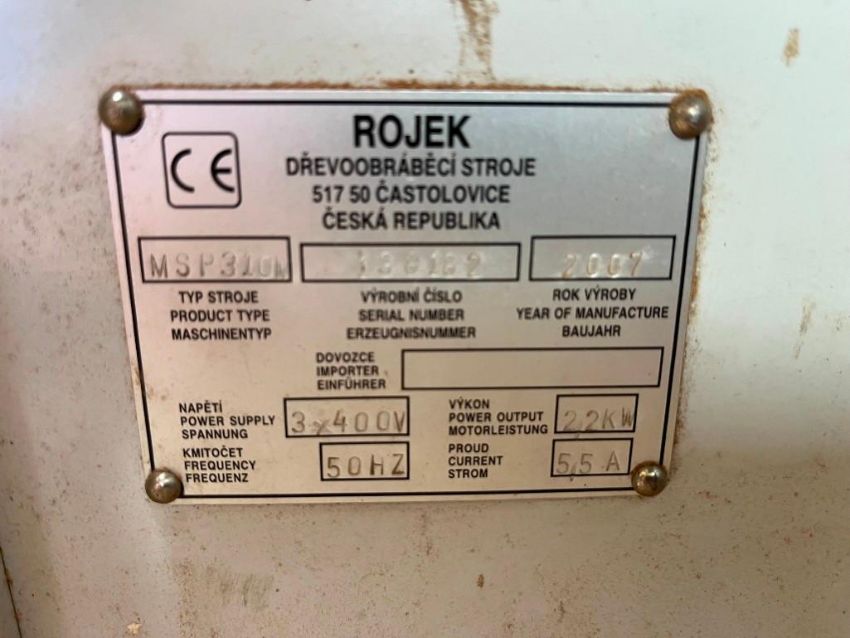 CE
ROJEK
DŘEVOOBRÁBĚCÍ STROJE
517 50 ČASTOLOVICE
ČESKÁ REPUBLIKA
MSP310M 2007
TYP STROJE VÝROBNÍ ČÍSLO ROK VÝROBY
PRODUCT TYPE SERIAL NUMBER YEAR OF MANUFACTURE
MASCHINENTYP ERZEUGNISNUMMER BAUJAHR
DOVOZCE
IMPORTER
EINFÜHRER
NAPĚTÍ
POWER SUPPLY
SPANNUNG
3x400V
VÝKON
POWER OUTPUT
MOTORLEISTUNG
2,2KW
KMITOČET
FREQUENCY
FREQUENZ
50HZ
PROUD
CURRENT
STROM
5,5A